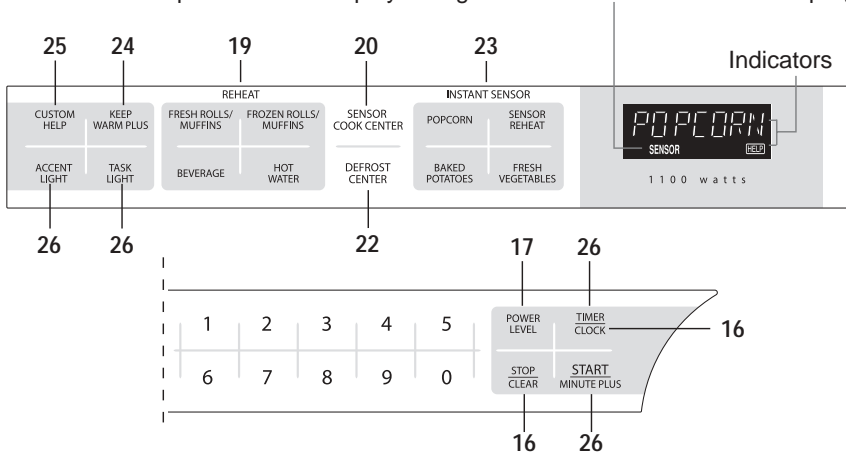 Indicators
25 24 19 20 23
REHEAT INSTANT SENSOR
CUSTOM HELP
KEEP WARM PLUS
FRESH ROLLS/ MUFFINS
FROZEN ROLLS/ MUFFINS
SENSOR COOK CENTER
POPCORN
SENSOR REHEAT
POPCORN
SENSOR HELP
ACCENT LIGHT
TASK LIGHT
BEVERAGE
HOT WATER
DEFROST CENTER
BAKED POTATOES
FRESH VEGETABLES
1100 watts
26 26 22
17 26
1 2 3 4 5
POWER LEVEL
TIMER
CLOCK
16
6 7 8 9 0
STOP
CLEAR
START
MINUTE PLUS
16 26